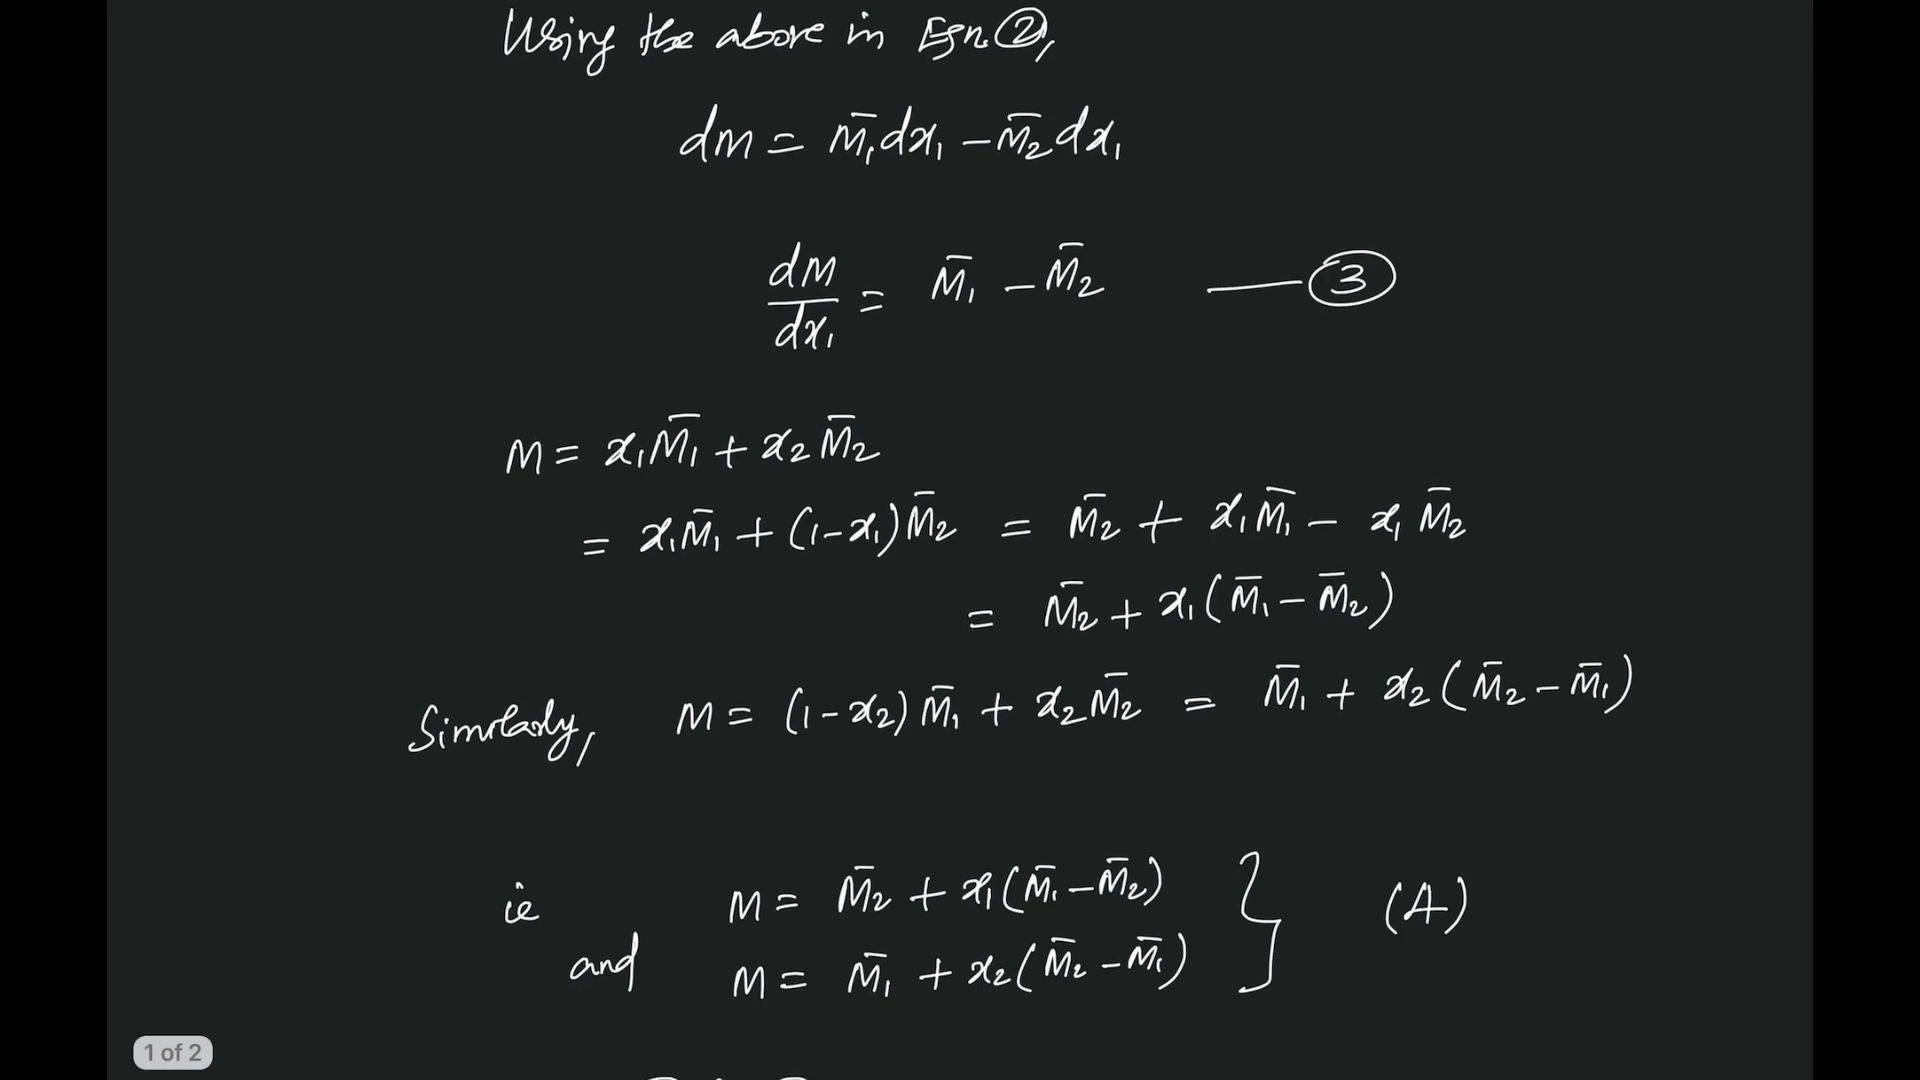 Using the above in Eqn. ②,
dM = M̄₁dx₁ – M̄₂dx₁
dM/dx₁ = M̄₁ – M̄₂ —— ③
M = x₁M̄₁ + x₂M̄₂
= x₁M̄₁ + (1–x₁)M̄₂ = M̄₂ + x₁M̄₁ – x₁M̄₂
= M̄₂ + x₁(M̄₁ – M̄₂)
Similarly, M = (1–x₂)M̄₁ + x₂M̄₂ = M̄₁ + x₂(M̄₂ – M̄₁)
ie M = M̄₂ + x₁(M̄₁ – M̄₂) } (A)
and M = M̄₁ + x₂(M̄₂ – M̄₁)
1 of 2